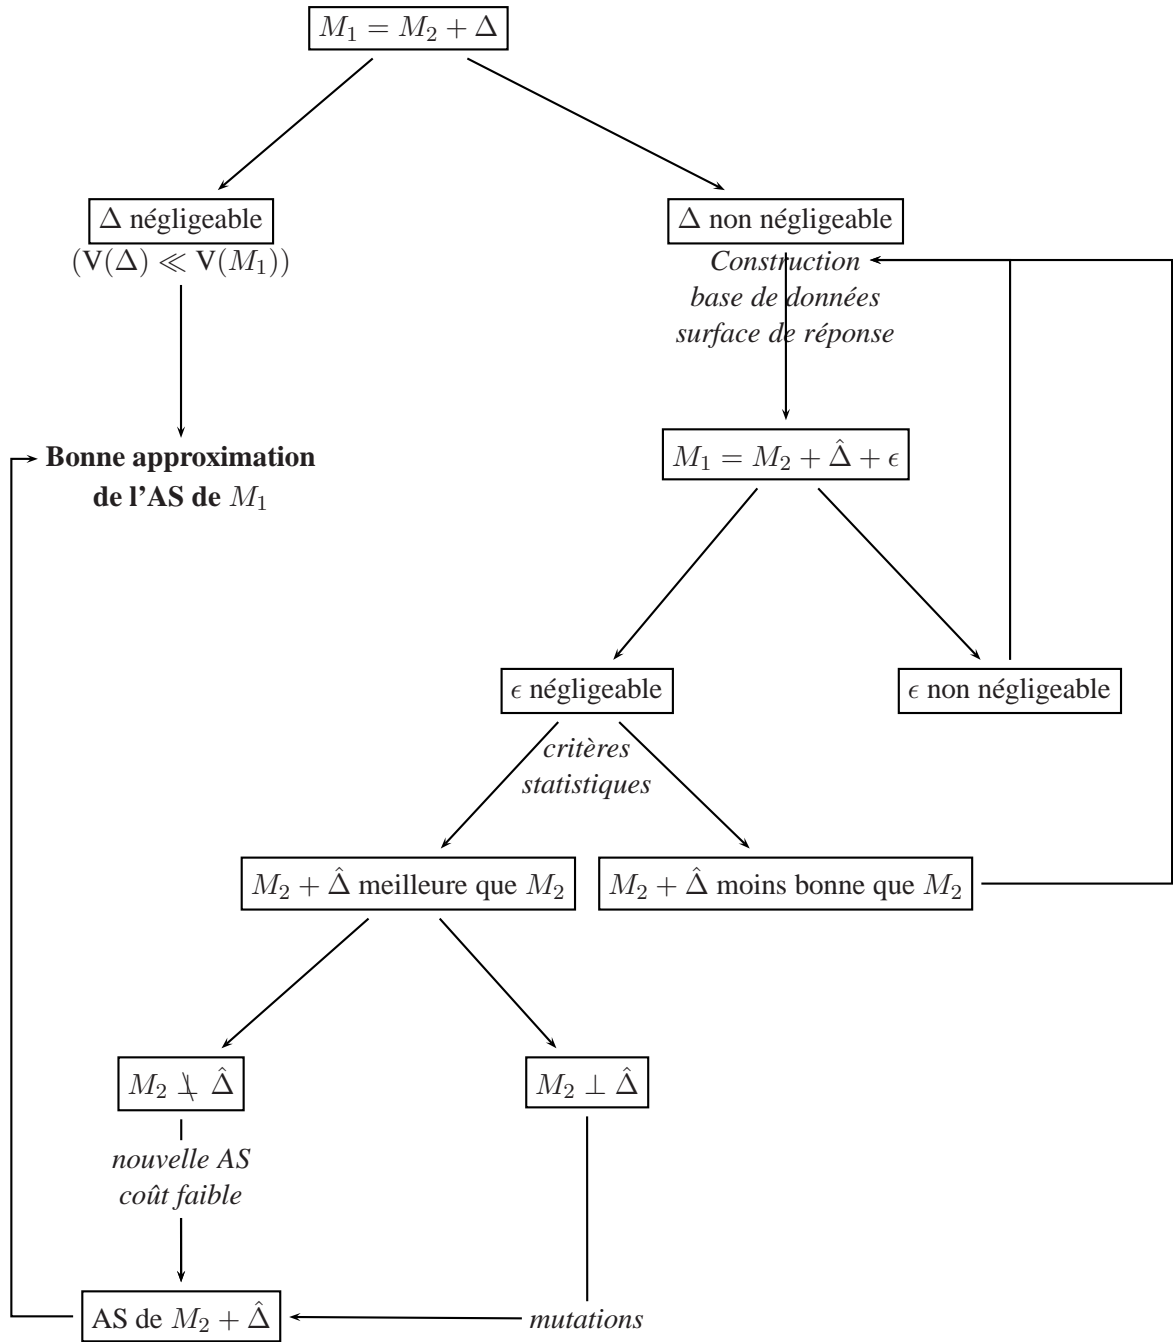 M₁ = M₂ + Δ
Δ négligeable
(V(Δ) ≪ V(M₁))
Δ non négligeable
Construction
base de données
surface de réponse
Bonne approximation
de l'AS de M₁
M₁ = M₂ + Δ̂ + ϵ
ϵ négligeable
ϵ non négligeable
critères
statistiques
M₂ + Δ̂ meilleure que M₂
M₂ + Δ̂ moins bonne que M₂
M₂ ⊥̸ Δ̂
M₂ ⊥ Δ̂
nouvelle AS
coût faible
AS de M₂ + Δ̂
mutations